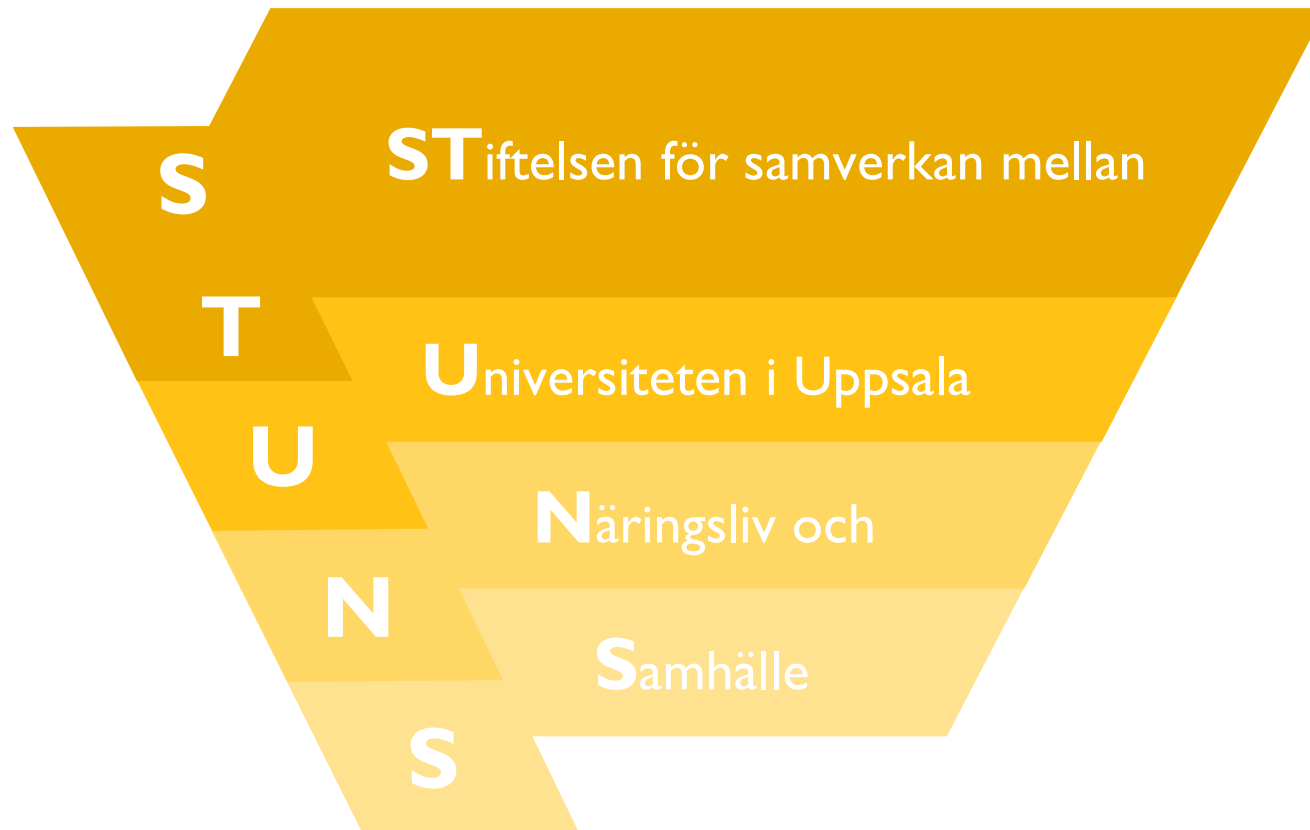 S
STiftelsen för samverkan mellan
T
Universiteten i Uppsala
U
Näringsliv och
N
Samhälle
S